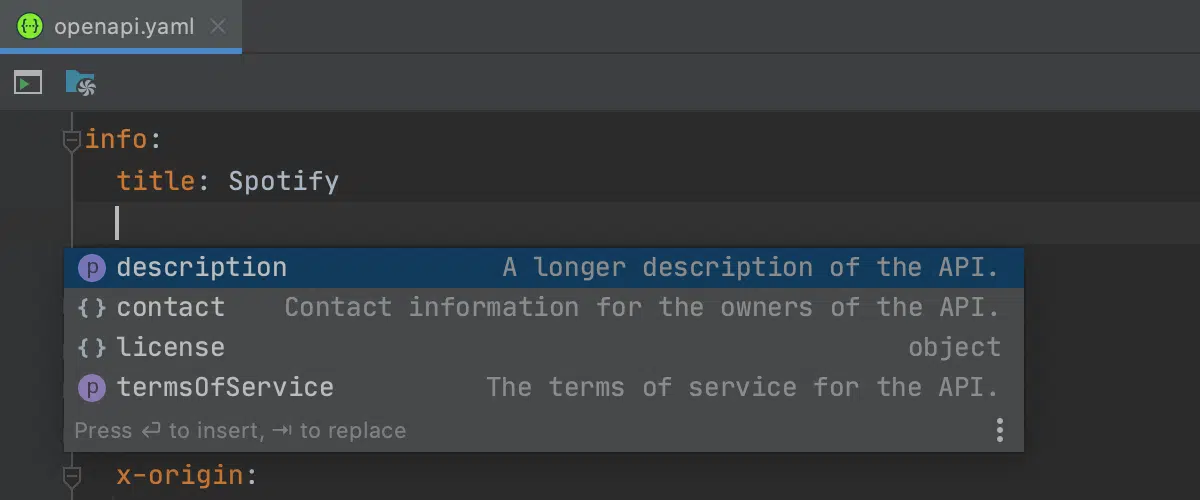 openapi.yaml
info:
title: Spotify
p description A longer description of the API.
{} contact Contact information for the owners of the API.
{} license object
p termsOfService The terms of service for the API.
Press ⏎ to insert, ⇥ to replace
x-origin: